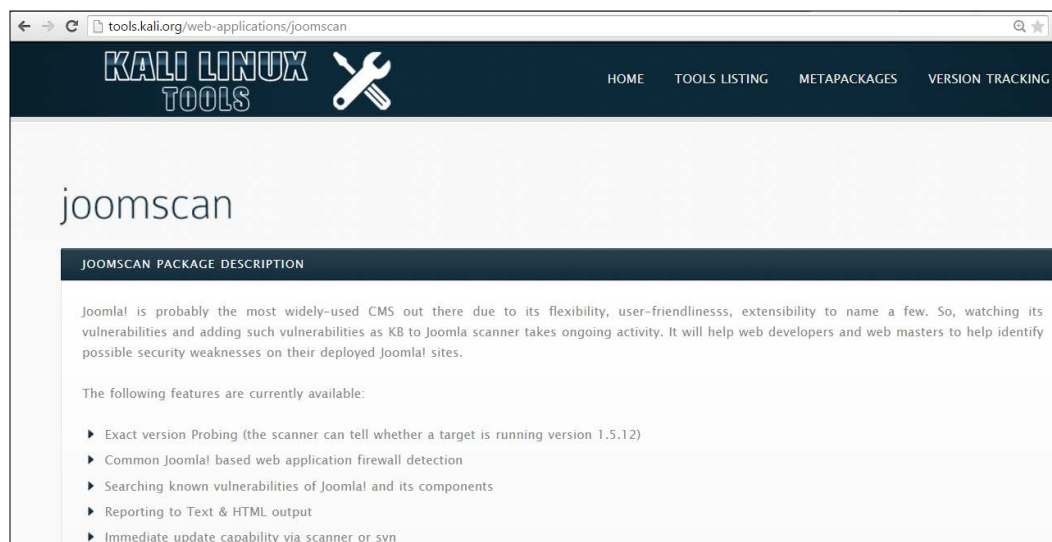 tools.kali.org/web-applications/joomscan
KALI LINUX
TOOLS
HOME TOOLS LISTING METAPACKAGES VERSION TRACKING
joomscan
JOOMSCAN PACKAGE DESCRIPTION
Joomla! is probably the most widely-used CMS out there due to its flexibility, user-friendlinesss, extensibility to name a few. So, watching its
vulnerabilities and adding such vulnerabilities as KB to Joomla scanner takes ongoing activity. It will help web developers and web masters to help identify
possible security weaknesses on their deployed Joomla! sites.
The following features are currently available:
Exact version Probing (the scanner can tell whether a target is running version 1.5.12)
Common Joomla! based web application firewall detection
Searching known vulnerabilities of Joomla! and its components
Reporting to Text & HTML output
Immediate update capability via scanner or svn